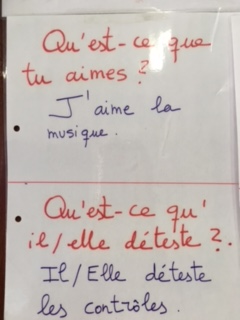 Qu'est-ce que
tu aimes ?
J'aime la
musique.
Qu'est-ce qu'
il/elle déteste ?.
Il/Elle déteste
les contrôles.